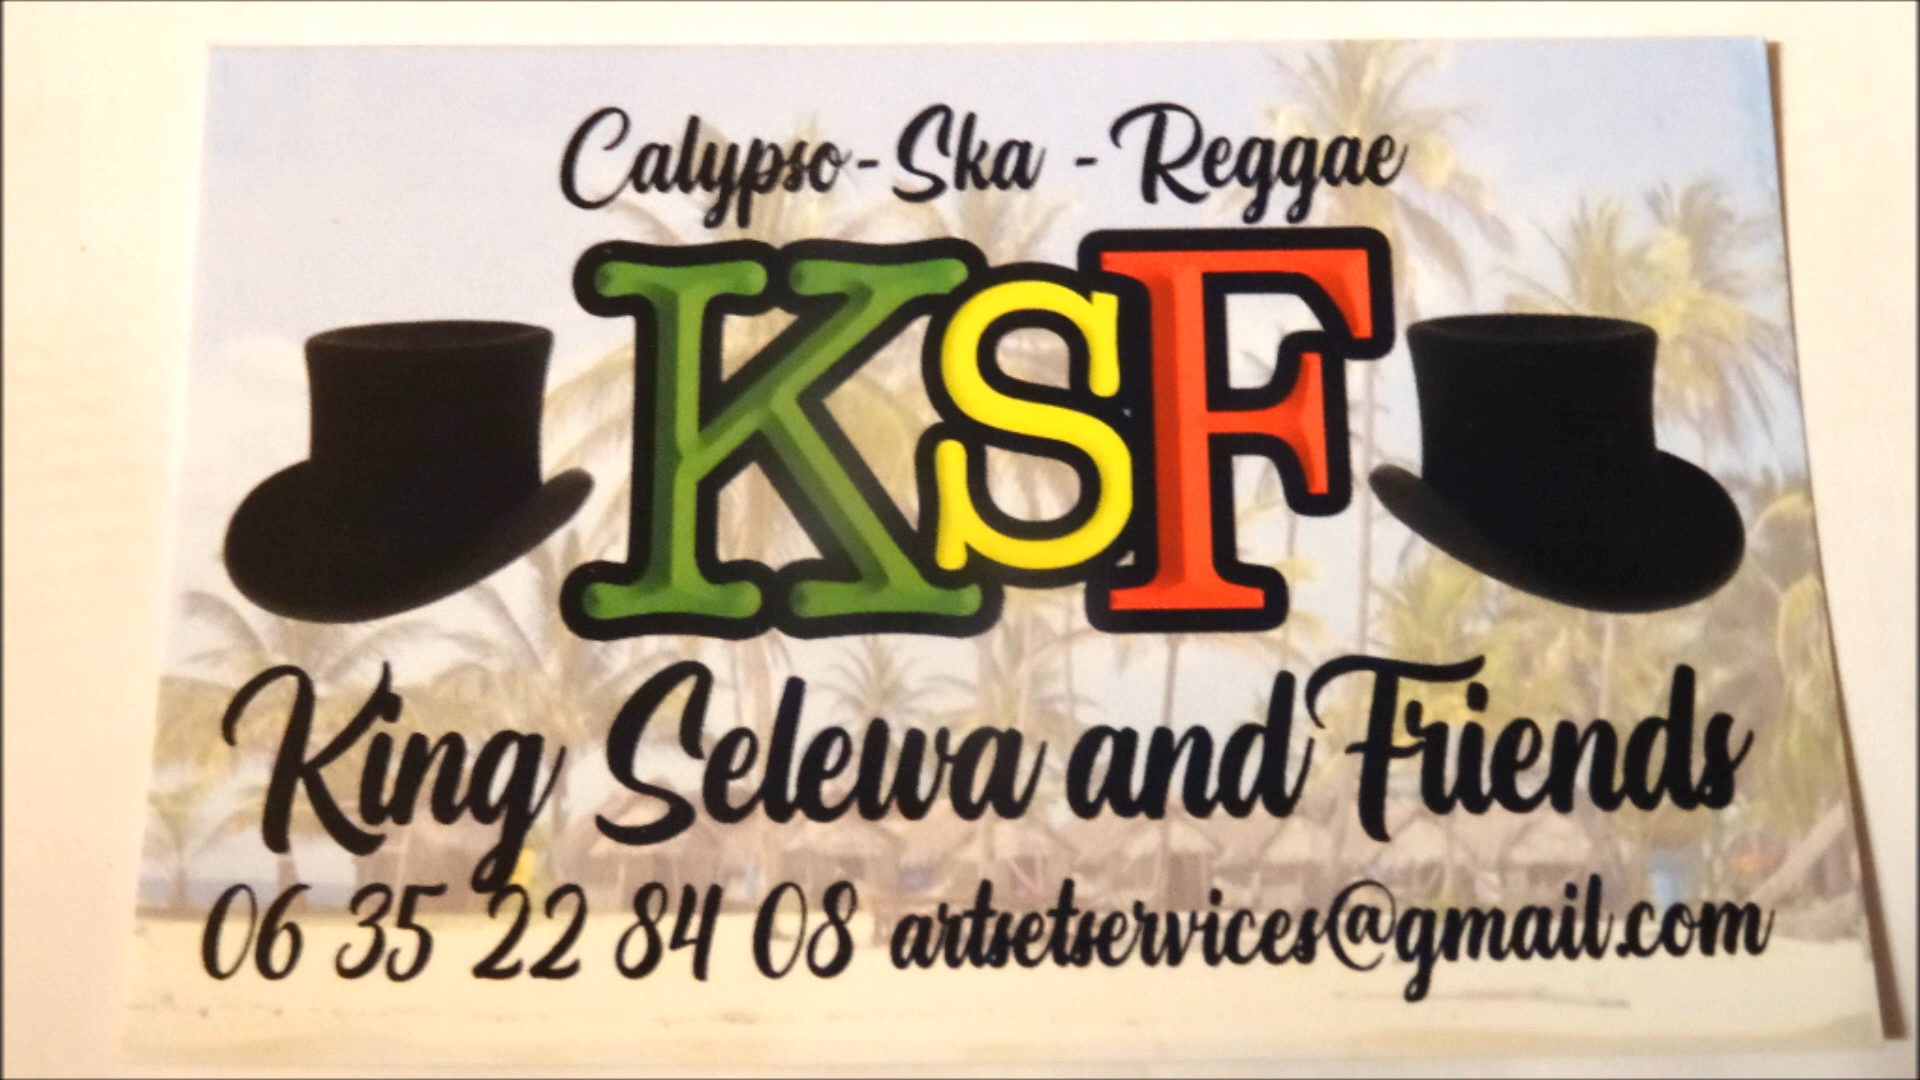 Calypso - Ska - Reggae
KSF
King Selewa and Friends
06 35 22 84 08 artsetservices@gmail.com